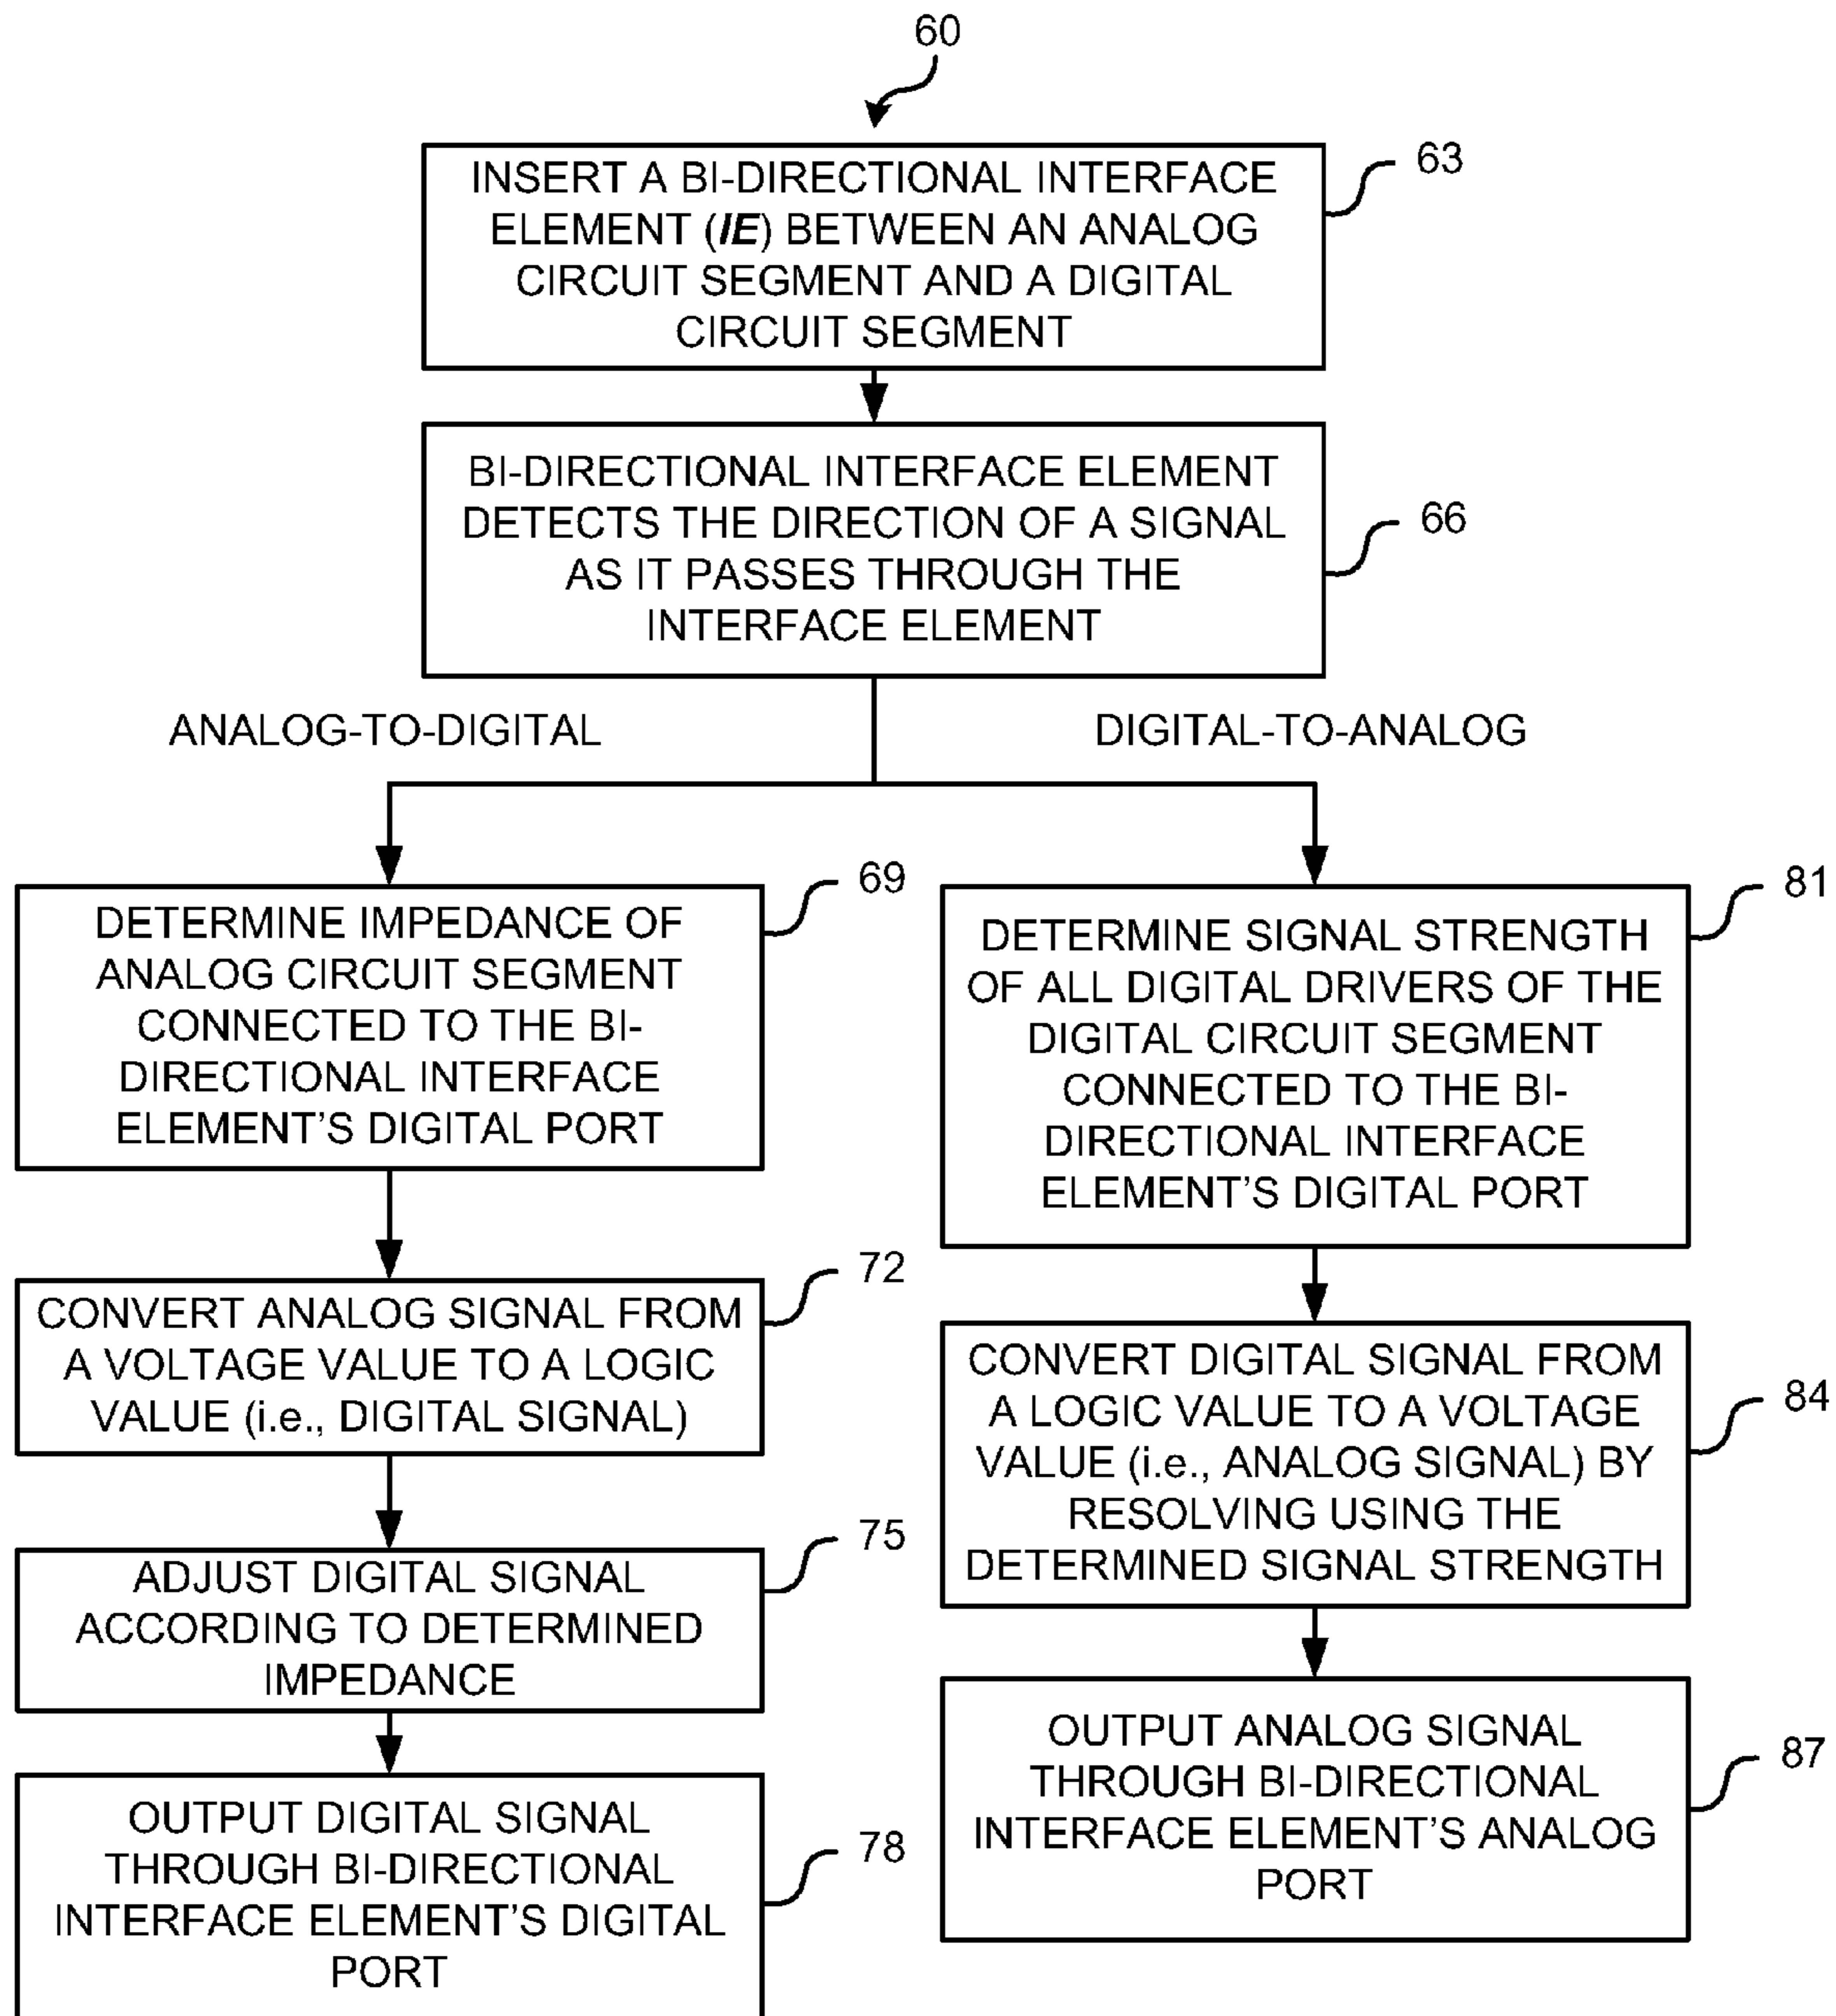 60
INSERT A BI-DIRECTIONAL INTERFACE
ELEMENT (IE) BETWEEN AN ANALOG
CIRCUIT SEGMENT AND A DIGITAL
CIRCUIT SEGMENT
63
BI-DIRECTIONAL INTERFACE ELEMENT
DETECTS THE DIRECTION OF A SIGNAL
AS IT PASSES THROUGH THE
INTERFACE ELEMENT
66
ANALOG-TO-DIGITAL
DIGITAL-TO-ANALOG
DETERMINE IMPEDANCE OF
ANALOG CIRCUIT SEGMENT
CONNECTED TO THE BI-
DIRECTIONAL INTERFACE
ELEMENT'S DIGITAL PORT
69
CONVERT ANALOG SIGNAL FROM
A VOLTAGE VALUE TO A LOGIC
VALUE (i.e., DIGITAL SIGNAL)
72
ADJUST DIGITAL SIGNAL
ACCORDING TO DETERMINED
IMPEDANCE
75
OUTPUT DIGITAL SIGNAL
THROUGH BI-DIRECTIONAL
INTERFACE ELEMENT'S DIGITAL
PORT
78
DETERMINE SIGNAL STRENGTH
OF ALL DIGITAL DRIVERS OF THE
DIGITAL CIRCUIT SEGMENT
CONNECTED TO THE BI-
DIRECTIONAL INTERFACE
ELEMENT'S DIGITAL PORT
81
CONVERT DIGITAL SIGNAL FROM
A LOGIC VALUE TO A VOLTAGE
VALUE (i.e., ANALOG SIGNAL) BY
RESOLVING USING THE
DETERMINED SIGNAL STRENGTH
84
OUTPUT ANALOG SIGNAL
THROUGH BI-DIRECTIONAL
INTERFACE ELEMENT'S ANALOG
PORT
87